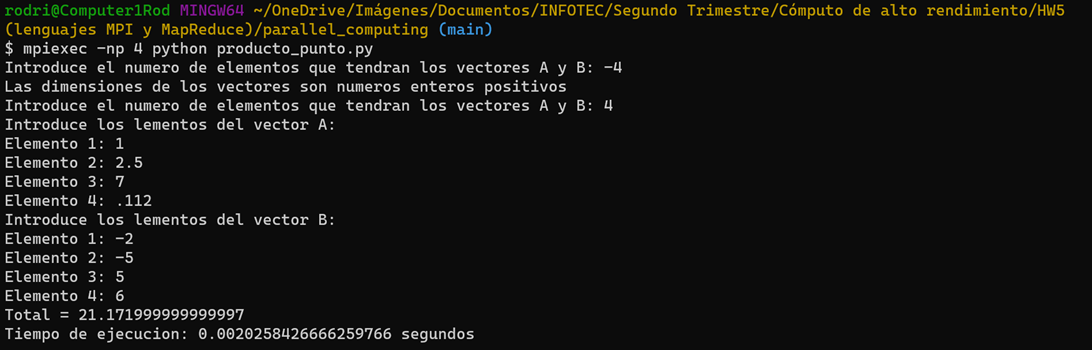 rodri@Computer1Rod MINGW64 ~/OneDrive/Imágenes/Documentos/INFOTEC/Segundo Trimestre/Cómputo de alto rendimiento/HW5
(lenguajes MPI y MapReduce)/parallel_computing (main)
$ mpiexec -np 4 python producto_punto.py
Introduce el numero de elementos que tendran los vectores A y B: -4
Las dimensiones de los vectores son numeros enteros positivos
Introduce el numero de elementos que tendran los vectores A y B: 4
Introduce los lementos del vector A:
Elemento 1: 1
Elemento 2: 2.5
Elemento 3: 7
Elemento 4: .112
Introduce los lementos del vector B:
Elemento 1: -2
Elemento 2: -5
Elemento 3: 5
Elemento 4: 6
Total = 21.171999999999997
Tiempo de ejecucion: 0.0020258426666259766 segundos